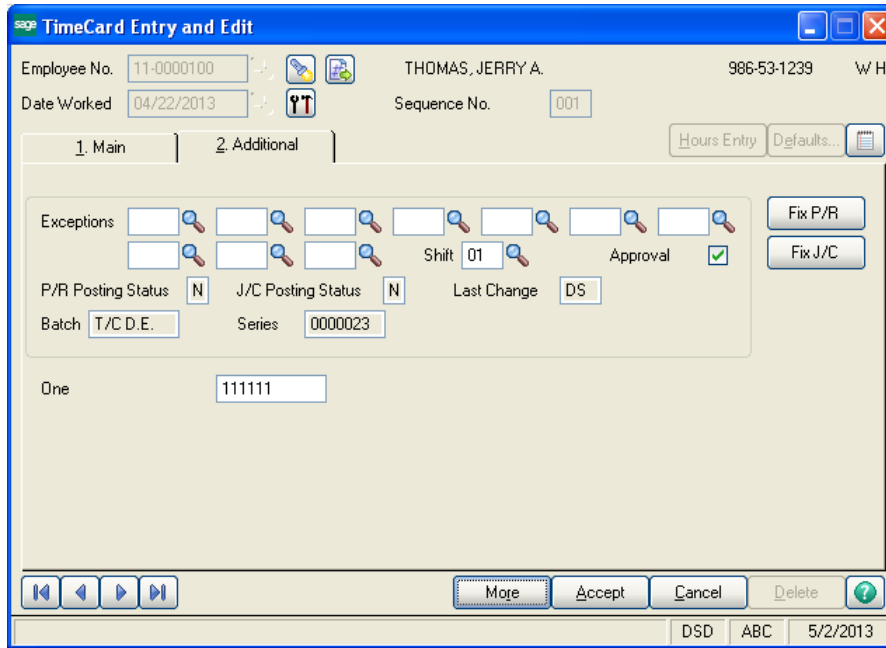 sage TimeCard Entry and Edit
Employee No. 11-0000100 THOMAS, JERRY A. 986-53-1239 W H
Date Worked 04/22/2013 Sequence No. 001
1. Main 2. Additional Hours Entry Defaults...
Exceptions Fix P/R
Shift 01 Approval Fix J/C
P/R Posting Status N J/C Posting Status N Last Change DS
Batch T/C D.E. Series 0000023
One 111111
More Accept Cancel Delete
DSD ABC 5/2/2013